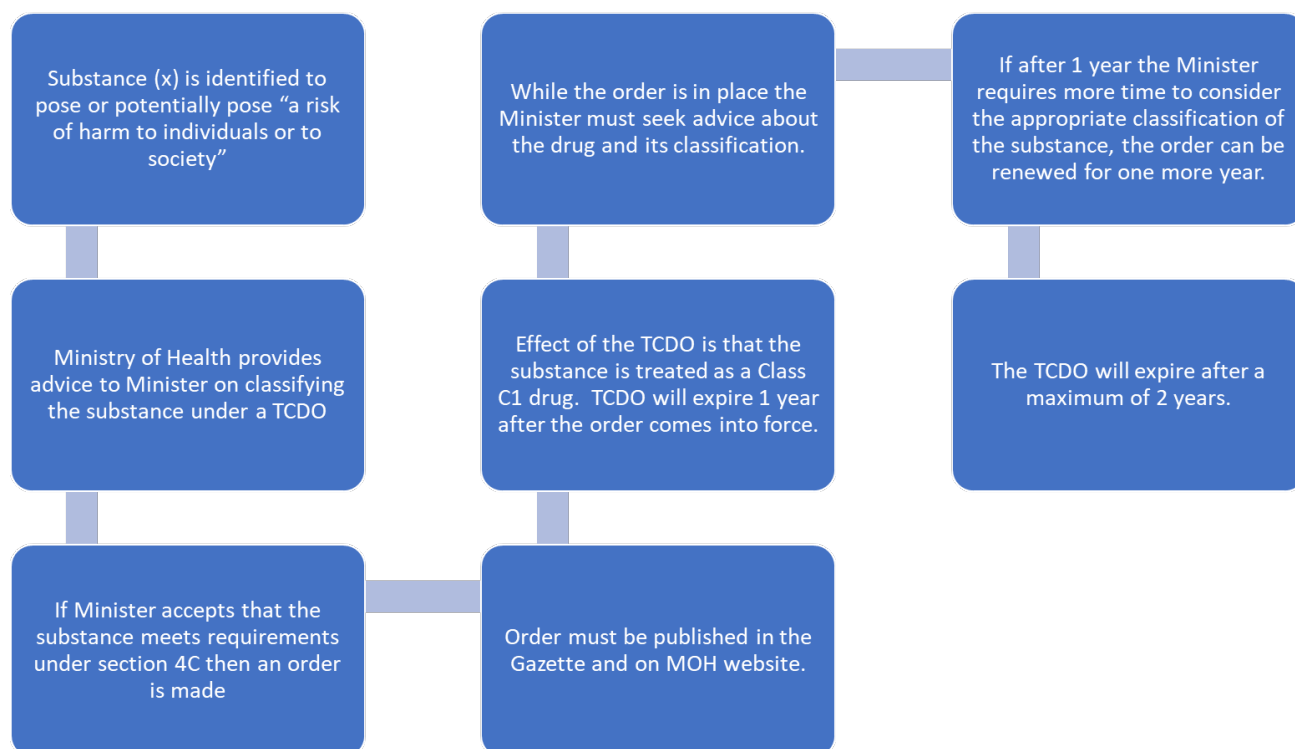 Substance (x) is identified to
pose or potentially pose “a risk
of harm to individuals or to
society”
Ministry of Health provides
advice to Minister on classifying
the substance under a TCDO
If Minister accepts that the
substance meets requirements
under section 4C then an order
is made
Order must be published in the
Gazette and on MOH website.
Effect of the TCDO is that the
substance is treated as a Class
C1 drug.  TCDO will expire 1 year
after the order comes into force.
While the order is in place the
Minister must seek advice about
the drug and its classification.
If after 1 year the Minister
requires more time to consider
the appropriate classification of
the substance, the order can be
renewed for one more year.
The TCDO will expire after a
maximum of 2 years.